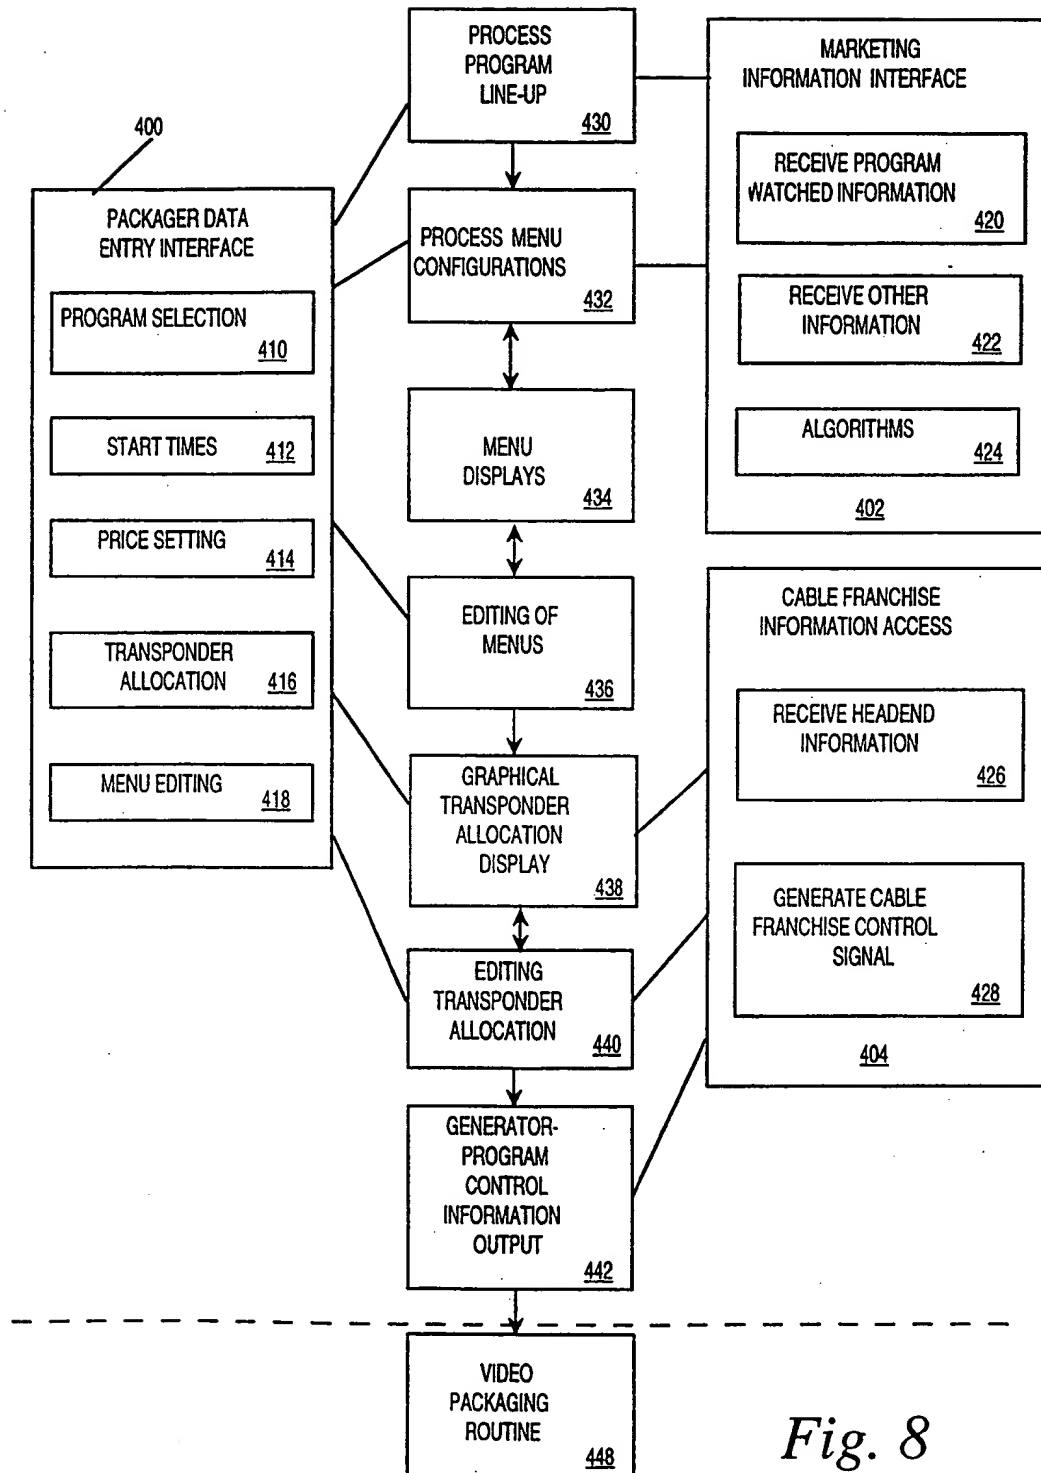 PROCESS
PROGRAM
LINE-UP
430
MARKETING
INFORMATION INTERFACE
RECEIVE PROGRAM
WATCHED INFORMATION
420
RECEIVE OTHER
INFORMATION
422
ALGORITHMS
424
402
400
PACKAGER DATA
ENTRY INTERFACE
PROGRAM SELECTION
410
START TIMES
412
PRICE SETTING
414
TRANSPONDER
ALLOCATION
416
MENU EDITING
418
PROCESS MENU
CONFIGURATIONS
432
MENU
DISPLAYS
434
EDITING OF
MENUS
436
GRAPHICAL
TRANSPONDER
ALLOCATION
DISPLAY
438
EDITING
TRANSPONDER
ALLOCATION
440
CABLE FRANCHISE
INFORMATION ACCESS
RECEIVE HEADEND
INFORMATION
426
GENERATE CABLE
FRANCHISE CONTROL
SIGNAL
428
404
GENERATOR-
PROGRAM
CONTROL
INFORMATION
OUTPUT
442
VIDEO
PACKAGING
ROUTINE
448
Fig. 8